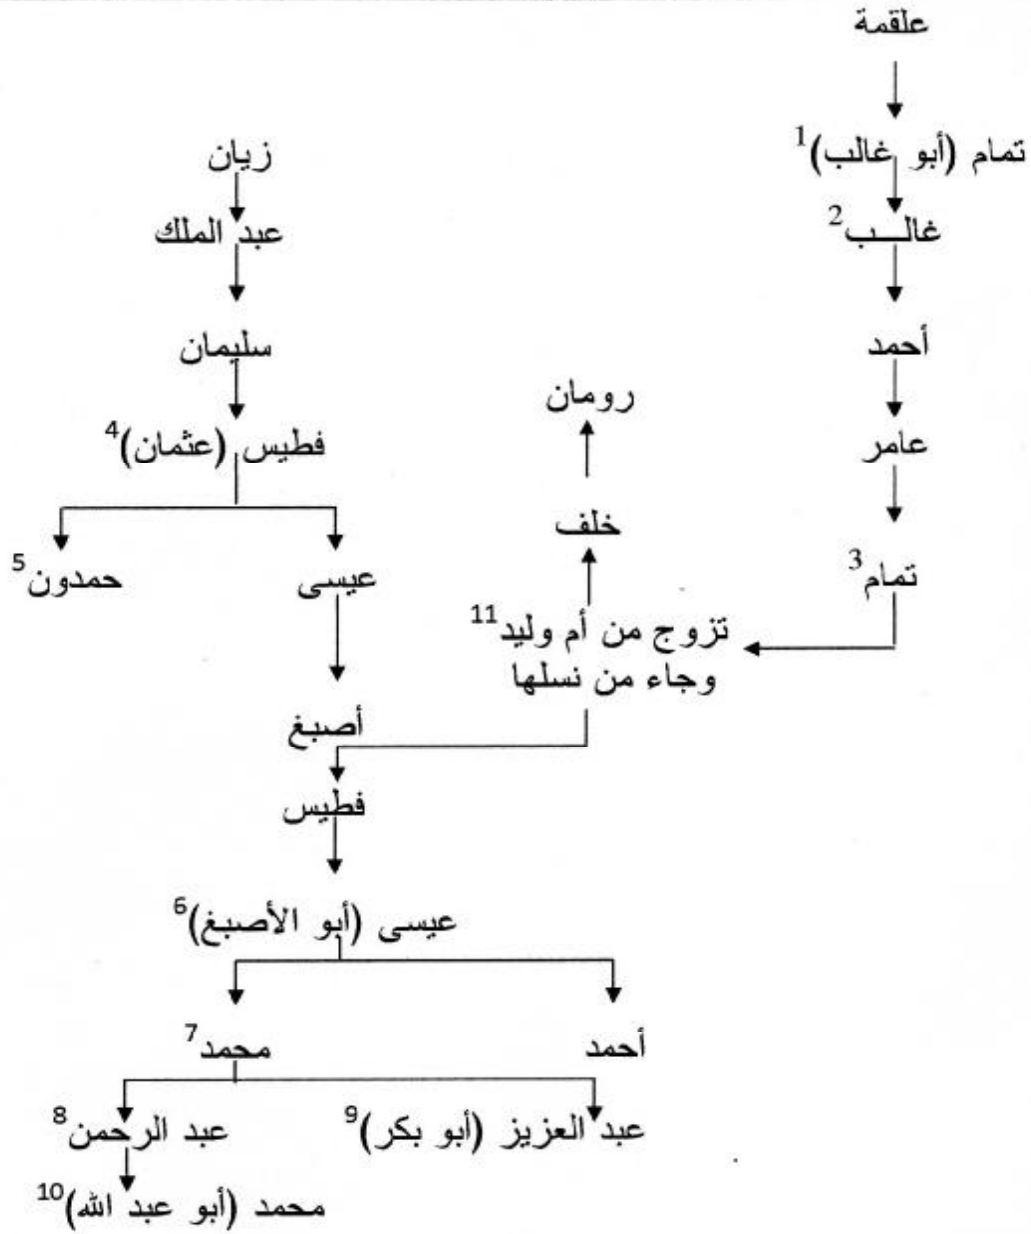 علقمة
تمام (أبو غالب)1
زيان
غالـــب2
عبد الملك
أحمد
سليمان
رومان
عامر
فطيس (عثمان)4
خلف
تمام3
عيسى
حمدون5
تزوج من أم وليد11
وجاء من نسلها
أصبغ
فطيس
عيسى (أبو الأصبغ)6
أحمد
محمد7
عبد العزيز (أبو بكر)9
عبد الرحمن8
محمد (أبو عبد الله)10